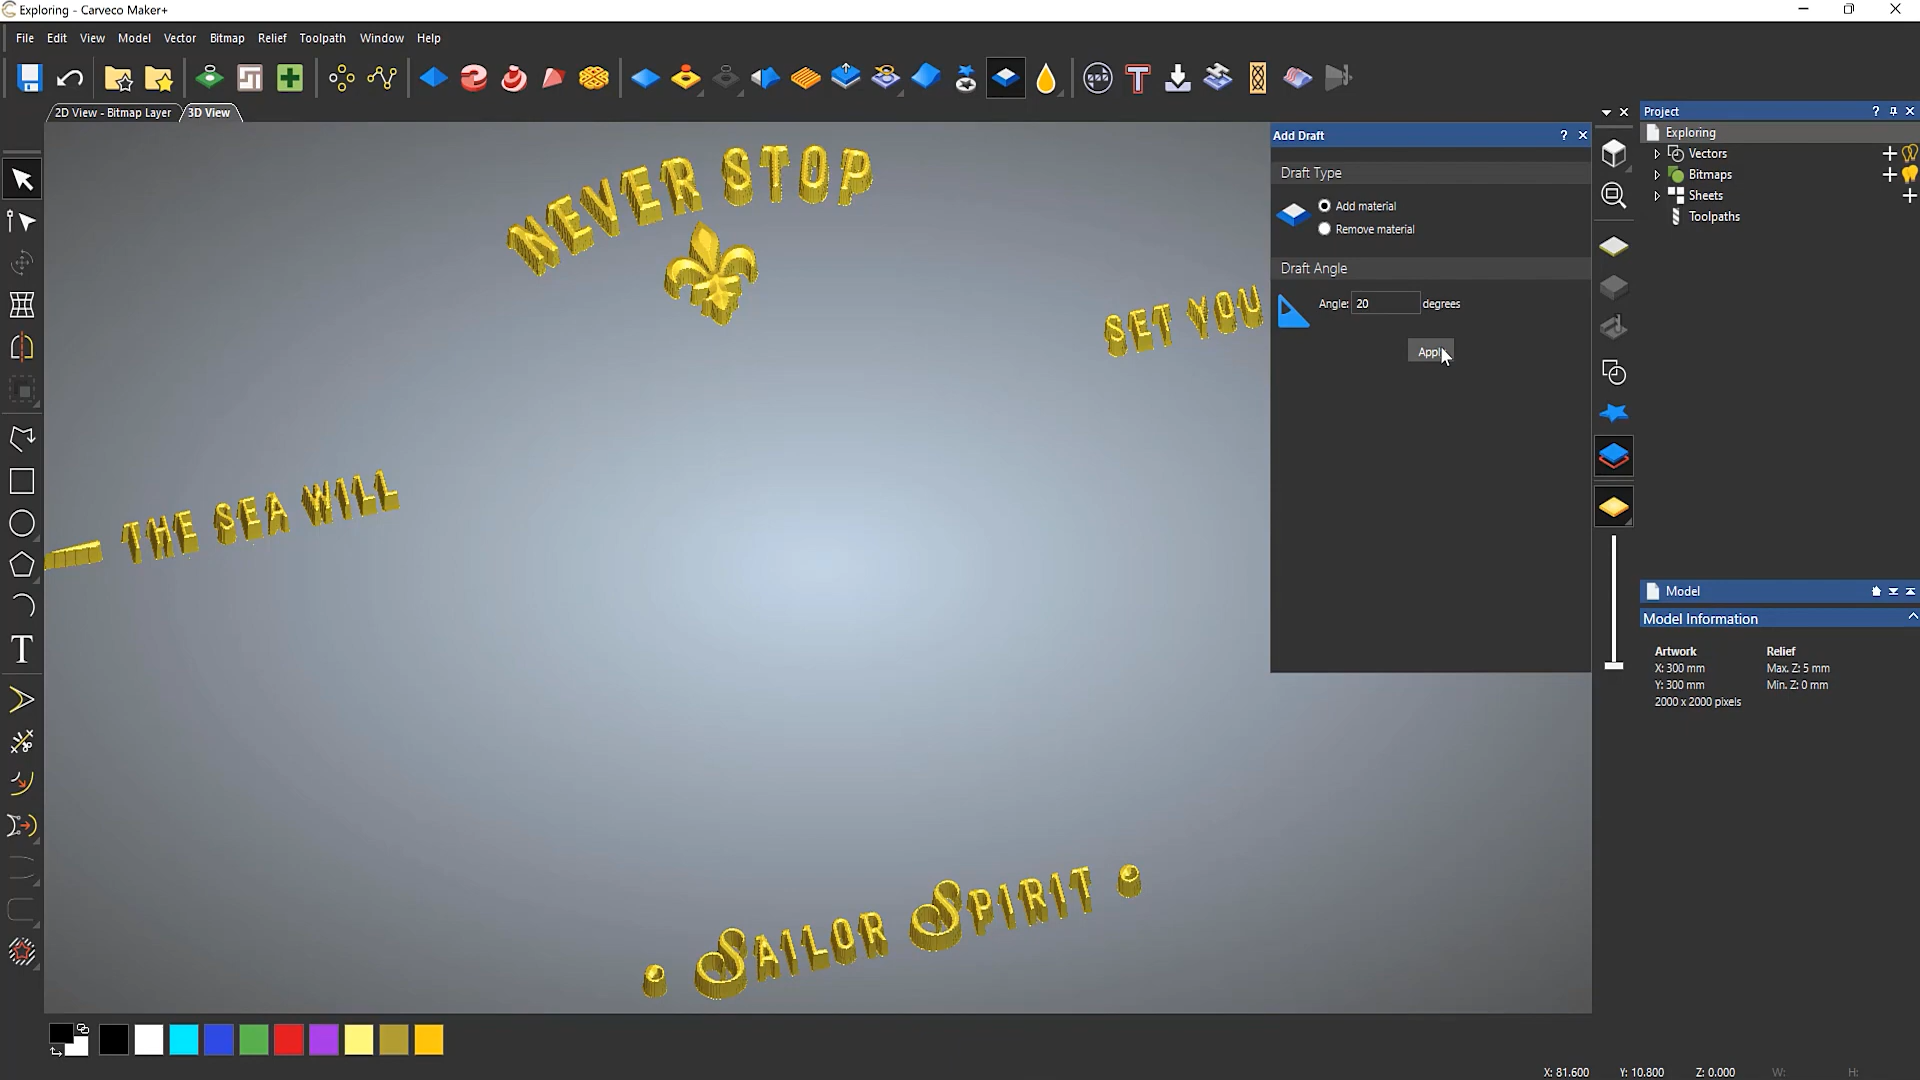 Exploring - Carveco Maker+
File Edit View Model Vector Bitmap Relief Toolpath Window Help
2D View - Bitmap Layer
3D View
NEVER STOP
SET YOU
THE SEA WILL
SAILOR SPIRIT
Add Draft
Draft Type
Add material
Remove material
Draft Angle
Angle: 20 degrees
Project
Exploring
Vectors
Bitmaps
Sheets
Toolpaths
Model
Model Information
Artwork Relief
X: 300 mm Max. Z: 5 mm
Y: 300 mm Min. Z: 0 mm
2000 x 2000 pixels
X: 81.600 Y: 10.800 Z: 0.000 W: H: